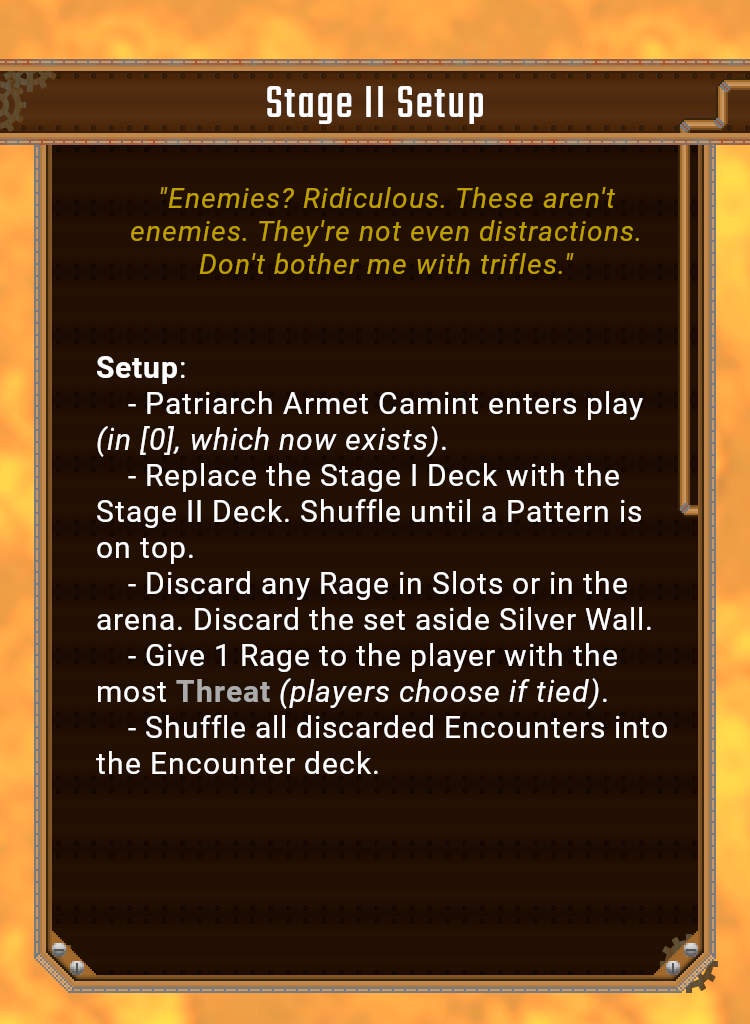 Stage II Setup
"Enemies? Ridiculous. These aren't
enemies. They're not even distractions.
Don't bother me with trifles."
Setup:
- Patriarch Armet Camint enters play
(in [0], which now exists).
- Replace the Stage I Deck with the
Stage II Deck. Shuffle until a Pattern is
on top.
- Discard any Rage in Slots or in the
arena. Discard the set aside Silver Wall.
- Give 1 Rage to the player with the
most Threat (players choose if tied).
- Shuffle all discarded Encounters into
the Encounter deck.